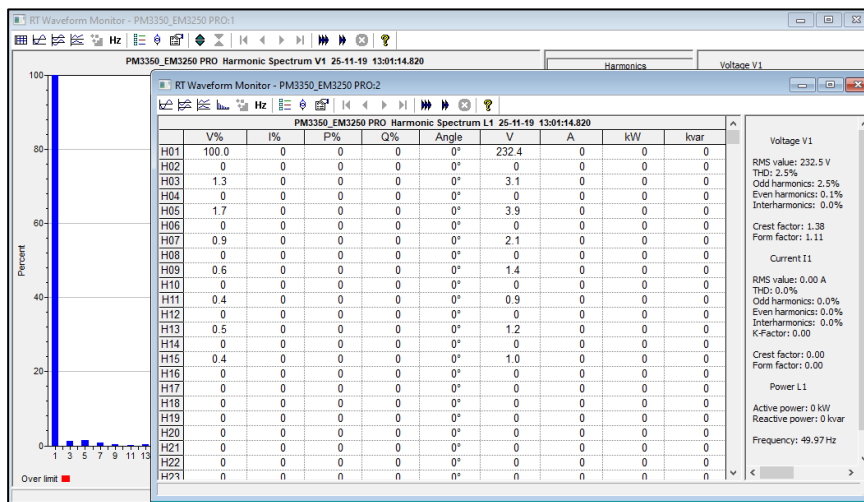 RT Waveform Monitor - PM3350_EM3250 PRO:1
Hz
PM3350_EM3250 PRO Harmonic Spectrum V1 25-11-19 13:01:14.820
Harmonics
Voltage V1
100
80
60
40
20
0
Percent
1 3 5 7 9 11 13
Over limit
RT Waveform Monitor - PM3350_EM3250 PRO:2
Hz
PM3350_EM3250 PRO Harmonic Spectrum L1 25-11-19 13:01:14.820
V% I% P% Q% Angle V A kW kvar
H01 100.0 0 0 0 0° 232.4 0 0 0
H02 0 0 0 0 0° 0 0 0 0
H03 1.3 0 0 0 0° 3.1 0 0 0
H04 0 0 0 0 0° 0 0 0 0
H05 1.7 0 0 0 0° 3.9 0 0 0
H06 0 0 0 0 0° 0 0 0 0
H07 0.9 0 0 0 0° 2.1 0 0 0
H08 0 0 0 0 0° 0 0 0 0
H09 0.6 0 0 0 0° 1.4 0 0 0
H10 0 0 0 0 0° 0 0 0 0
H11 0.4 0 0 0 0° 0.9 0 0 0
H12 0 0 0 0 0° 0 0 0 0
H13 0.5 0 0 0 0° 1.2 0 0 0
H14 0 0 0 0 0° 0 0 0 0
H15 0.4 0 0 0 0° 1.0 0 0 0
H16 0 0 0 0 0° 0 0 0 0
H17 0 0 0 0 0° 0 0 0 0
H18 0 0 0 0 0° 0 0 0 0
H19 0 0 0 0 0° 0 0 0 0
H20 0 0 0 0 0° 0 0 0 0
H21 0 0 0 0 0° 0 0 0 0
H22 0 0 0 0 0° 0 0 0 0
H23 0 0 0 0 0° 0 0 0 0
Voltage V1
RMS value: 232.5 V
THD: 2.5%
Odd harmonics: 2.5%
Even harmonics: 0.1%
Interharmonics: 0.0%
Crest factor: 1.38
Form factor: 1.11
Current I1
RMS value: 0.00 A
THD: 0.0%
Odd harmonics: 0.0%
Even harmonics: 0.0%
Interharmonics: 0.0%
K-Factor: 0.00
Crest factor: 0.00
Form factor: 0.00
Power L1
Active power: 0 kW
Reactive power: 0 kvar
Frequency: 49.97 Hz